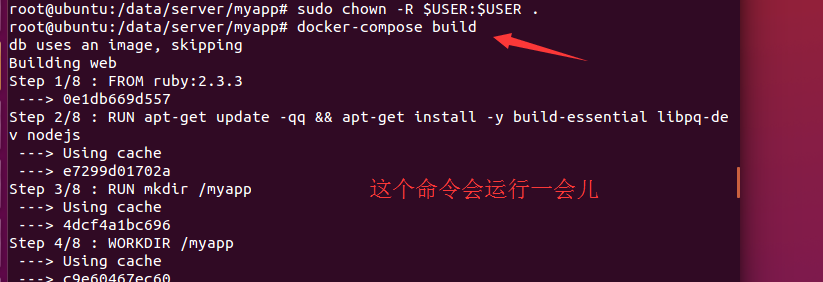 root@ubuntu:/data/server/myapp# sudo chown -R $USER:$USER .
root@ubuntu:/data/server/myapp# docker-compose build
db uses an image, skipping
Building web
Step 1/8 : FROM ruby:2.3.3
 ---> 0e1db669d557
Step 2/8 : RUN apt-get update -qq && apt-get install -y build-essential libpq-de
v nodejs
 ---> Using cache
 ---> e7299d01702a
Step 3/8 : RUN mkdir /myapp
这个命令会运行一会儿
 ---> Using cache
 ---> 4dcf4a1bc696
Step 4/8 : WORKDIR /myapp
 ---> Using cache
 ---> c9e60467ec60